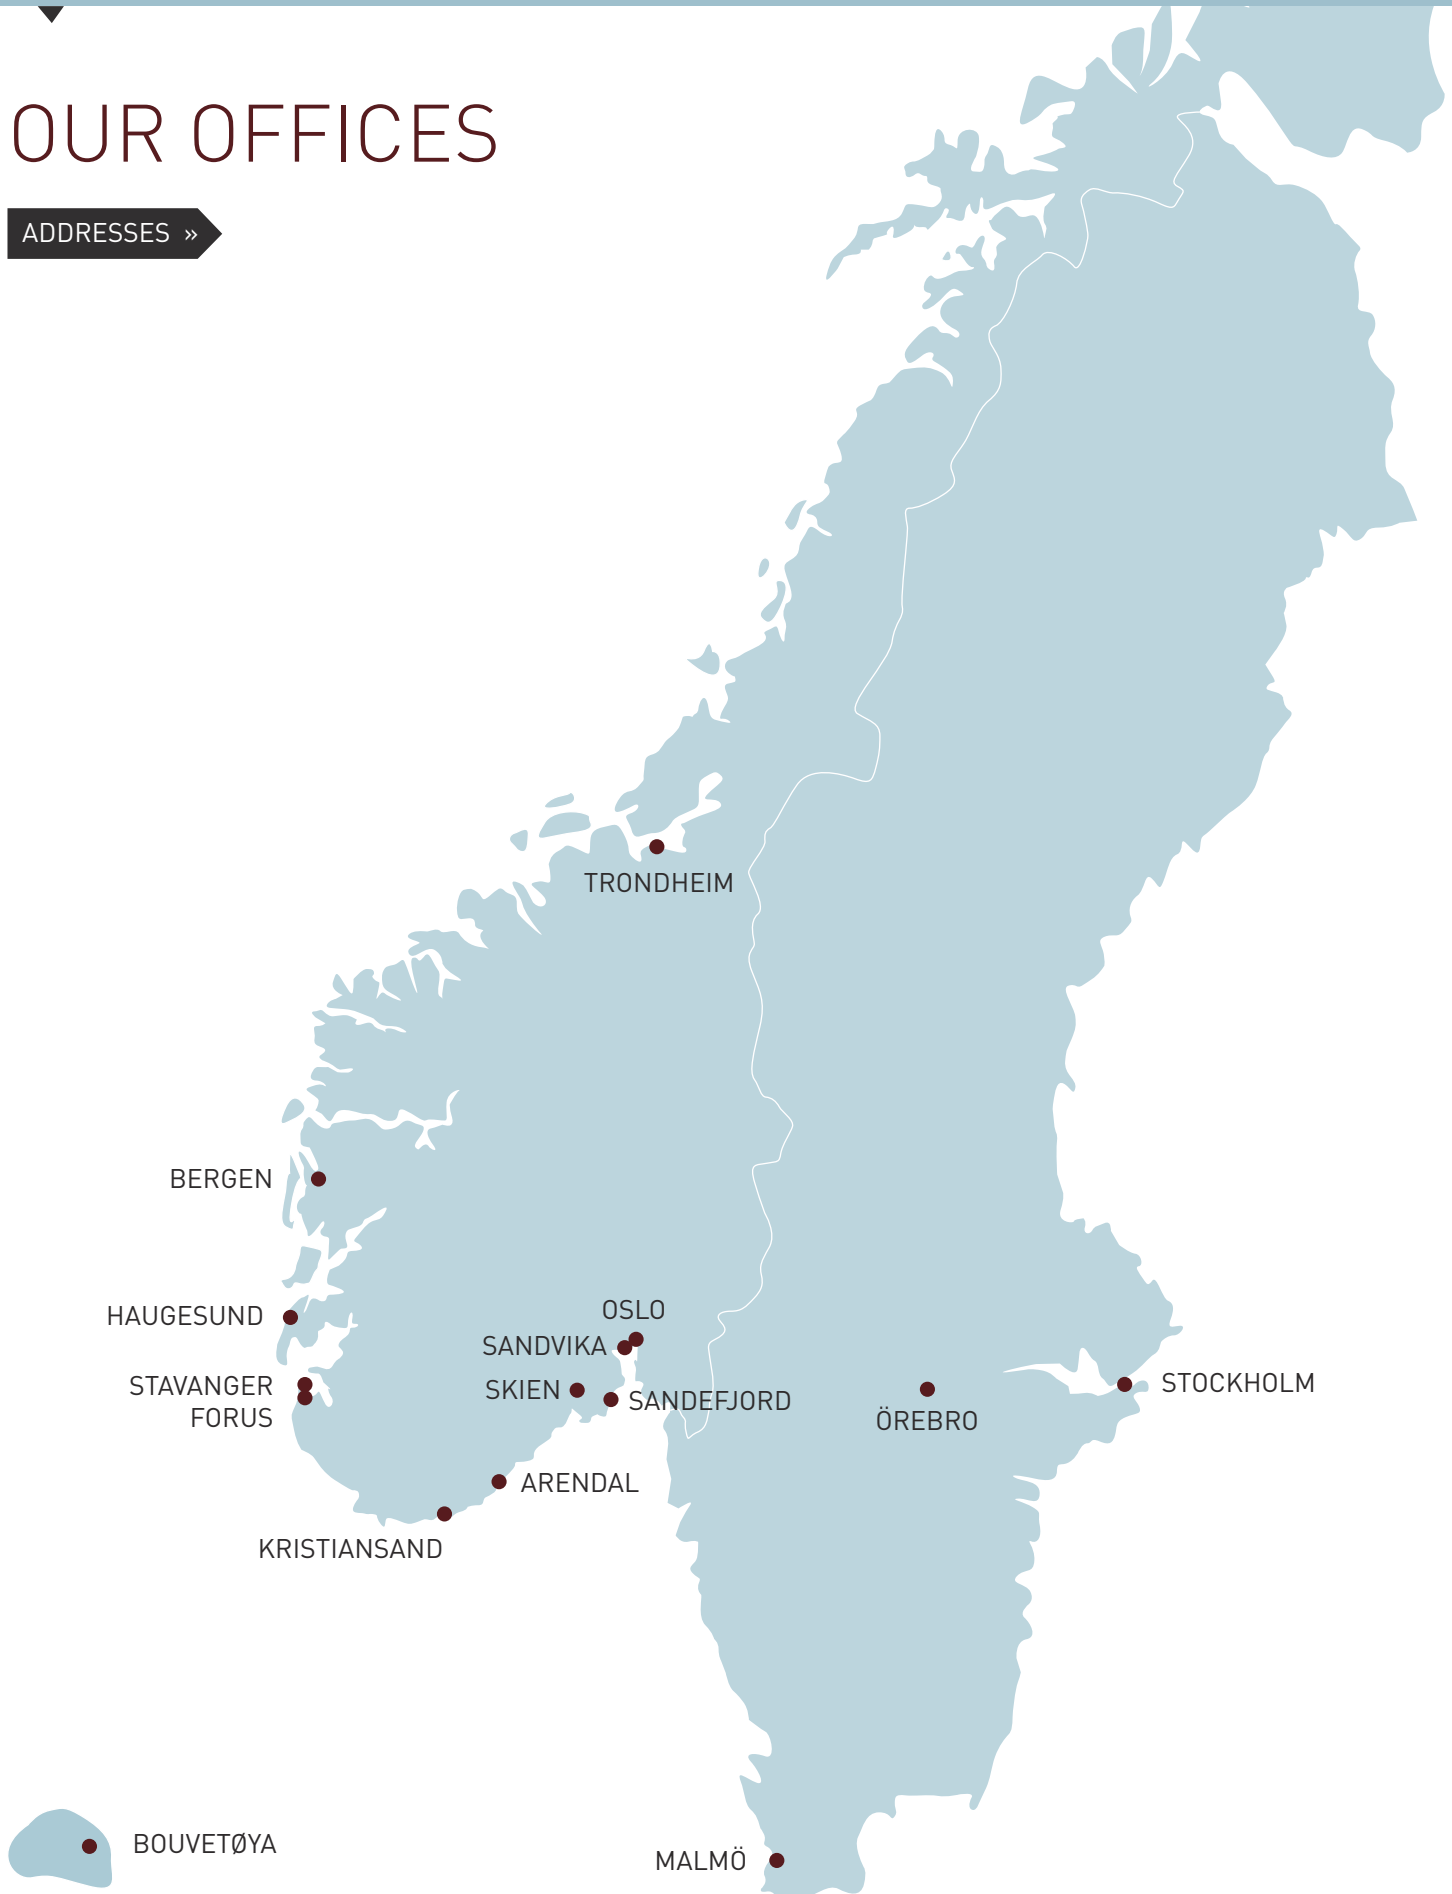 OUR OFFICES
ADDRESSES »
TRONDHEIM
BERGEN
HAUGESUND
OSLO
SANDVIKA
STAVANGER
SKIEN
SANDEFJORD
STOCKHOLM
FORUS
ÖREBRO
ARENDAL
KRISTIANSAND
BOUVETØYA
MALMÖ